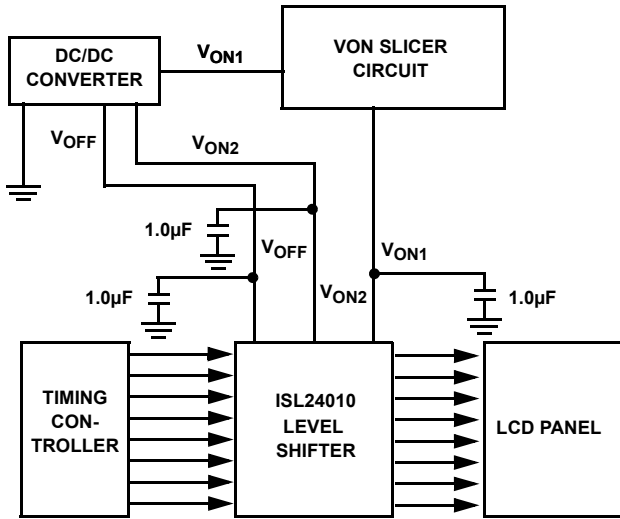 DC/DC
CONVERTER
VON1
VON SLICER
CIRCUIT
VOFF
VON2
1.0µF
VOFF
VON1
VON2
1.0µF
1.0µF
TIMING
CON-
TROLLER
ISL24010
LEVEL
SHIFTER
LCD PANEL